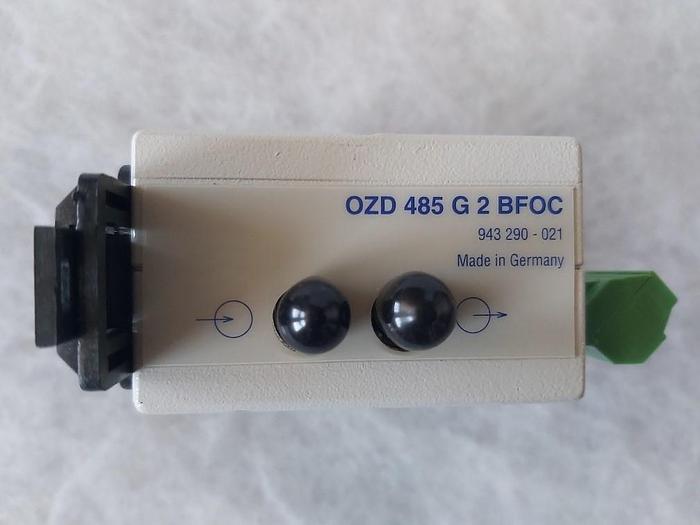 OZD 485 G 2 BFOC
943 290 - 021
Made in Germany